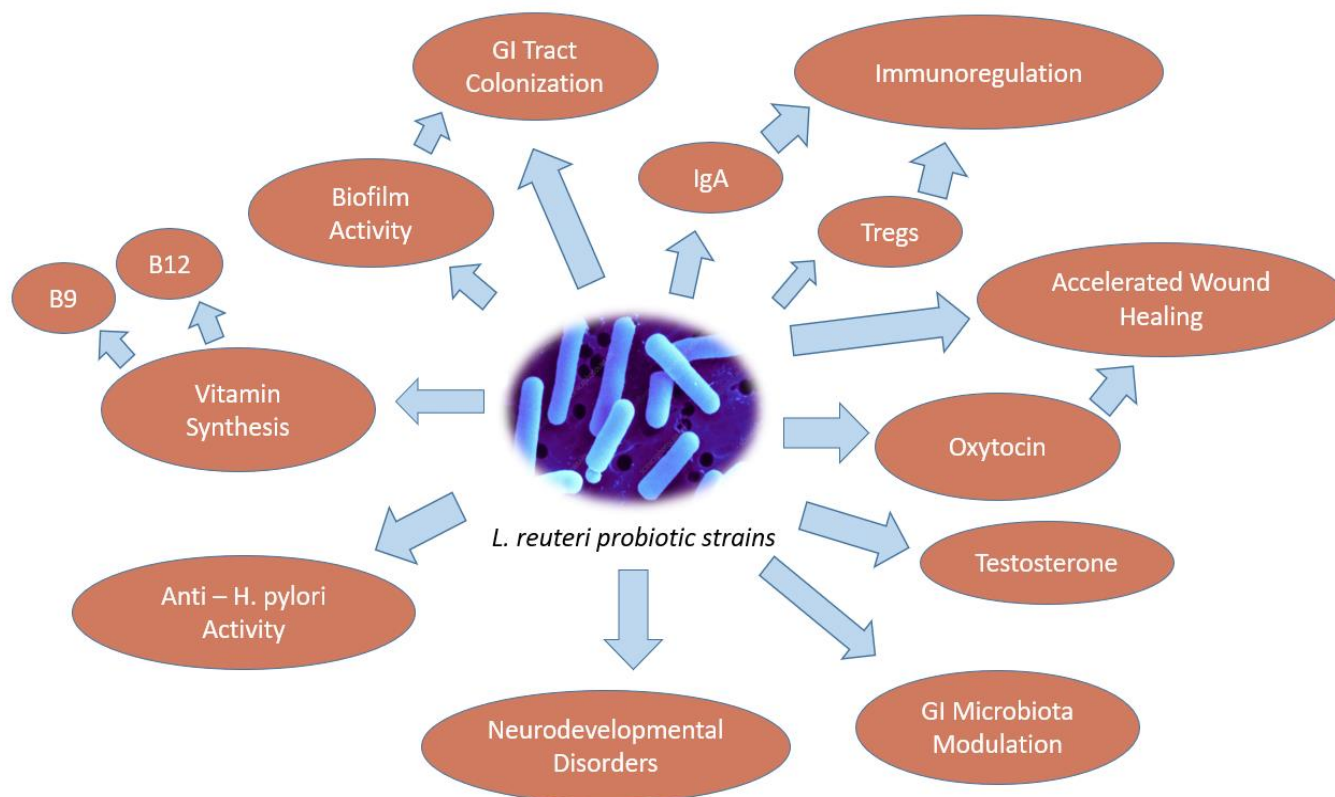 GI Tract
Colonization
Immunoregulation
IgA
Biofilm
Activity
Tregs
B12
B9
Accelerated Wound
Healing
Vitamin
Synthesis
Oxytocin
L. reuteri probiotic strains
Testosterone
Anti – H. pylori
Activity
Neurodevelopmental
Disorders
GI Microbiota
Modulation